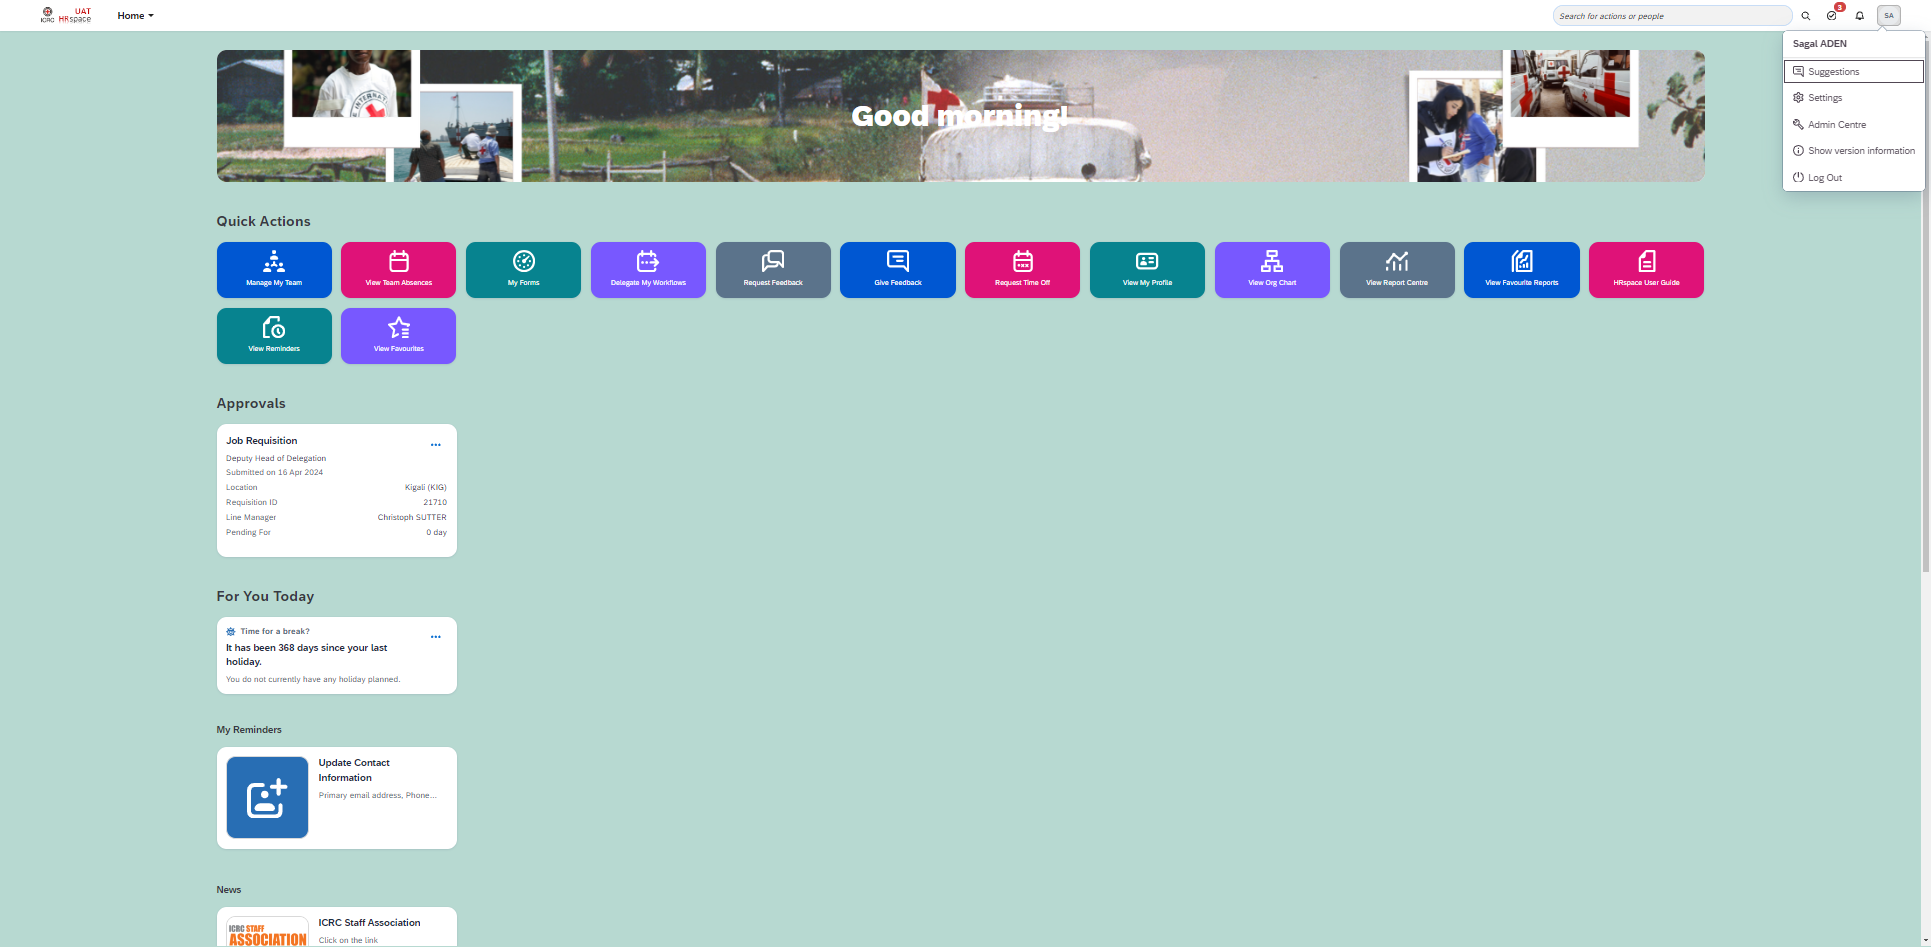 ICRC
UAT
HRspace
Home
Search for actions or people
3
SA
Sagal ADEN
Suggestions
Settings
Admin Centre
Show version information
Log Out
INTERNAT
Good morning!
Quick Actions
Manage My Team
View Team Absences
My Forms
Delegate My Workflows
Request Feedback
Give Feedback
Request Time Off
View My Profile
View Org Chart
View Report Centre
View Favourite Reports
HRspace User Guide
View Reminders
View Favourites
Approvals
Job Requisition
Deputy Head of Delegation
Submitted on 16 Apr 2024
Location Kigali (KIG)
Requisition ID 21710
Line Manager Christoph SUTTER
Pending For 0 day
For You Today
Time for a break?
It has been 368 days since your last
holiday.
You do not currently have any holiday planned.
My Reminders
Update Contact
Information
Primary email address, Phone...
News
ICRC STAFF
ASSOCIATION
ICRC Staff Association
Click on the link